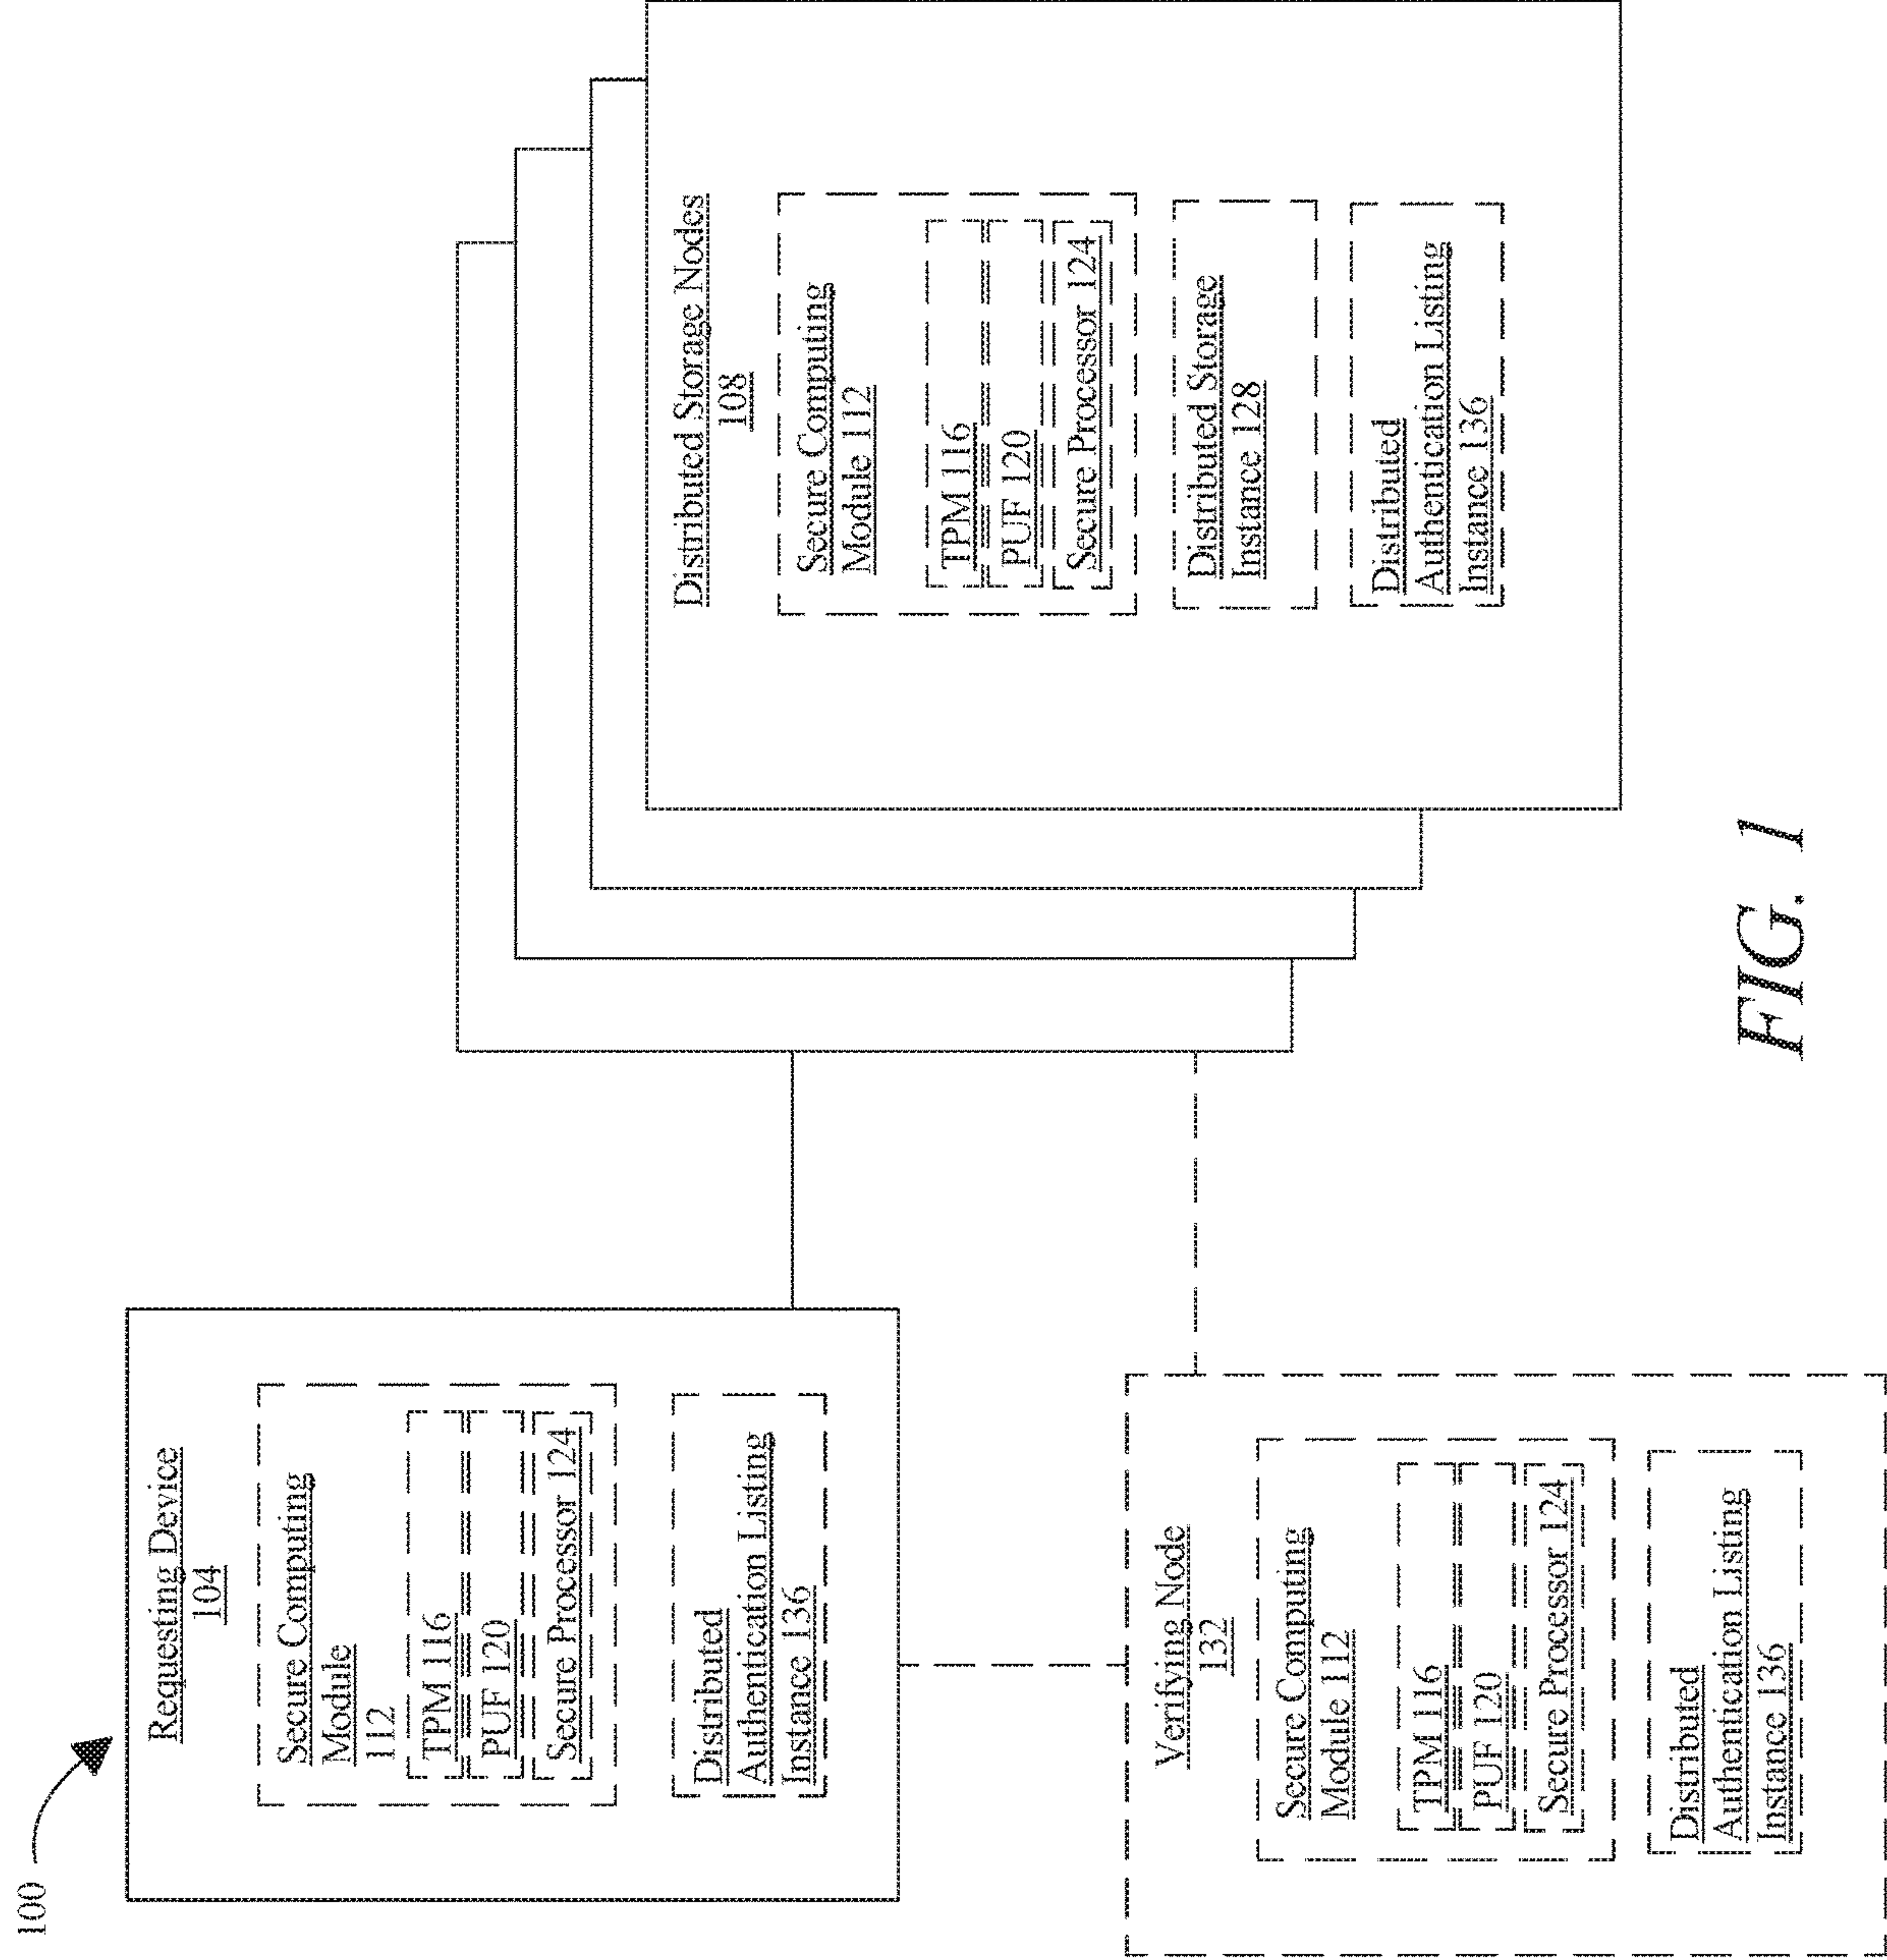 100
Requesting Device
104
Secure Computing
Module
112
TPM 116
PUF 120
Secure Processor 124
Distributed
Authentication Listing
Instance 136
Verifying Node
132
Secure Computing
Module 112
TPM 116
PUF 120
Secure Processor 124
Distributed
Authentication Listing
Instance 136
Distributed Storage Nodes
108
Secure Computing
Module 112
TPM 116
PUF 120
Secure Processor 124
Distributed Storage
Instance 128
Distributed
Authentication Listing
Instance 136
FIG. 1